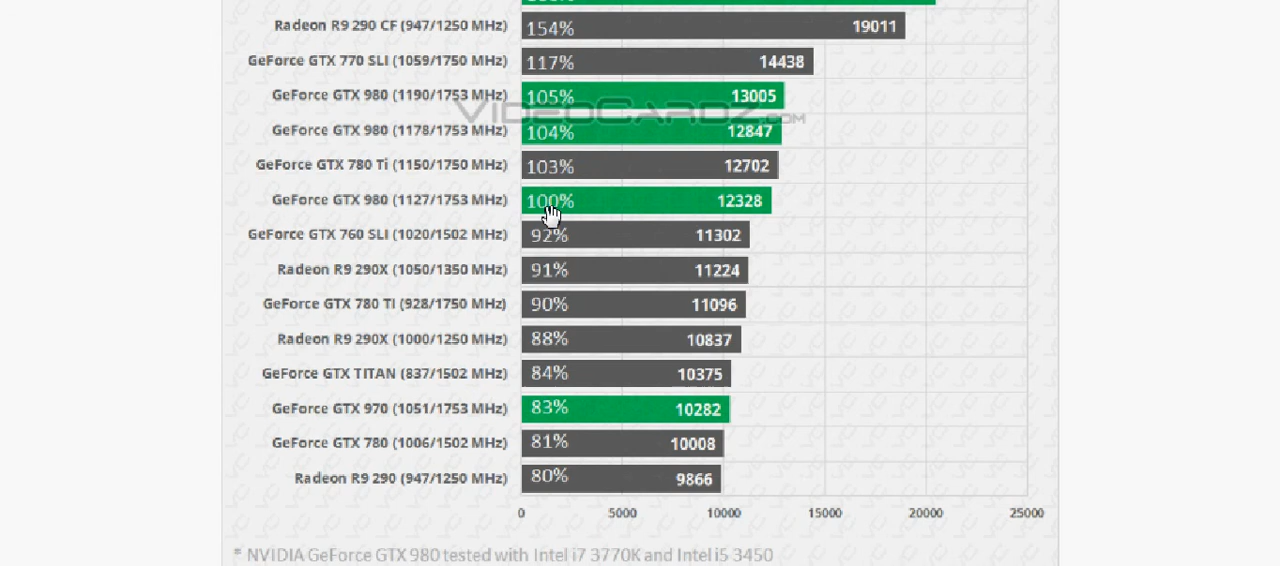 Radeon R9 290 CF (947/1250 MHz) 154% 19011
GeForce GTX 770 SLI (1059/1750 MHz) 117% 14438
GeForce GTX 980 (1190/1753 MHz) 105% 13005
VIDEOCARDZ.COM
GeForce GTX 980 (1178/1753 MHz) 104% 12847
GeForce GTX 780 Ti (1150/1750 MHz) 103% 12702
GeForce GTX 980 (1127/1753 MHz) 100% 12328
GeForce GTX 760 SLI (1020/1502 MHz) 92% 11302
Radeon R9 290X (1050/1350 MHz) 91% 11224
GeForce GTX 780 TI (928/1750 MHz) 90% 11096
Radeon R9 290X (1000/1250 MHz) 88% 10837
GeForce GTX TITAN (837/1502 MHz) 84% 10375
GeForce GTX 970 (1051/1753 MHz) 83% 10282
GeForce GTX 780 (1006/1502 MHz) 81% 10008
Radeon R9 290 (947/1250 MHz) 80% 9866
0 5000 10000 15000 20000 25000
* NVIDIA GeForce GTX 980 tested with Intel i7 3770K and Intel i5 3450